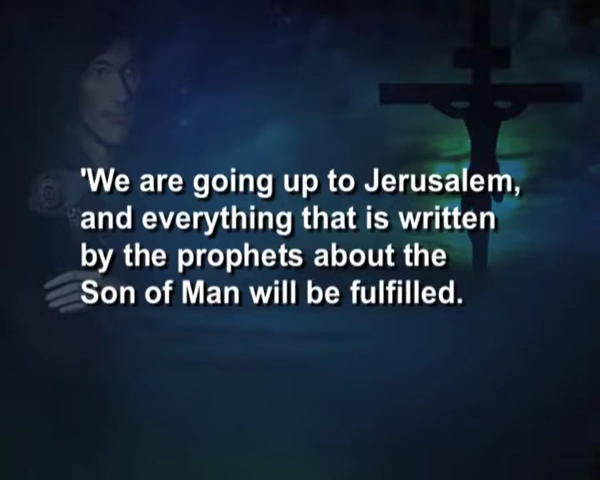 'We are going up to Jerusalem,
and everything that is written
by the prophets about the
Son of Man will be fulfilled.